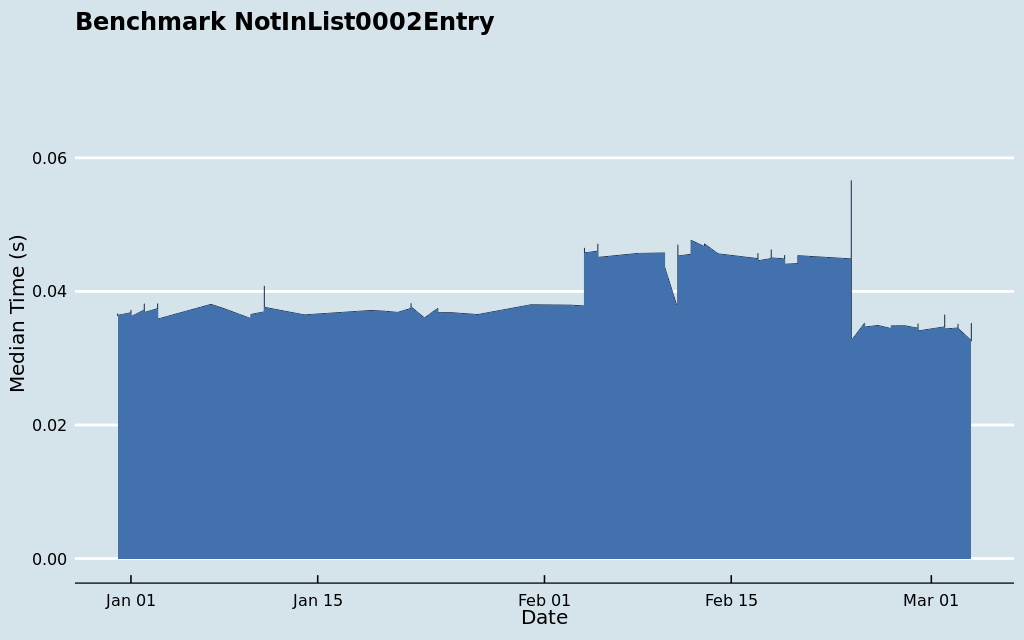 Benchmark NotInList0002Entry
0.06
0.04
0.02
0.00
Median Time (s)
Jan 01
Jan 15
Feb 01
Feb 15
Mar 01
Date